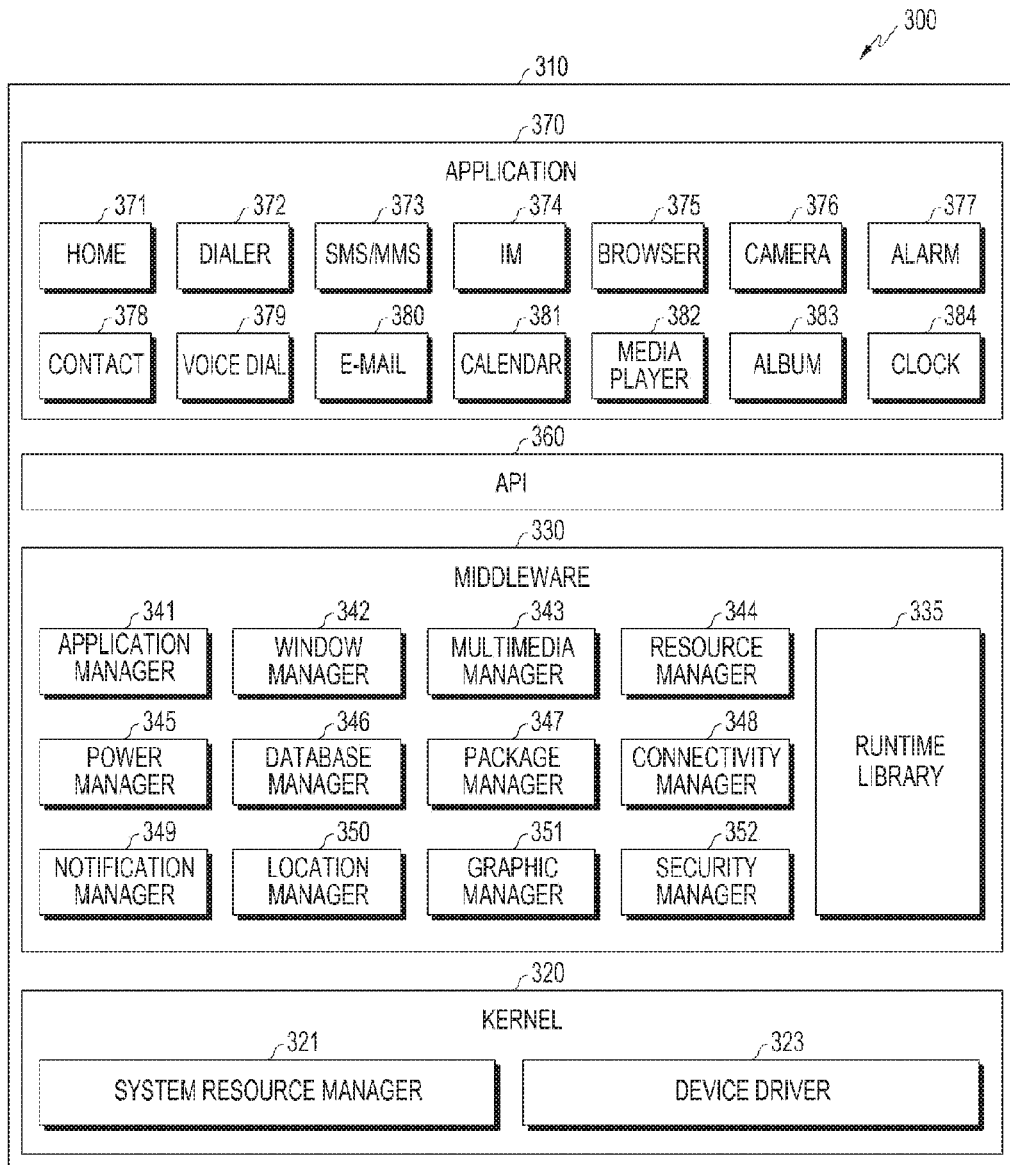 300
310
370
APPLICATION
371 372 373 374 375 376 377
HOME DIALER SMS/MMS IM BROWSER CAMERA ALARM
378 379 380 381 382 383 384
CONTACT VOICE DIAL E-MAIL CALENDAR MEDIA PLAYER ALBUM CLOCK
360
API
330
MIDDLEWARE
341 342 343 344 335
APPLICATION MANAGER WINDOW MANAGER MULTIMEDIA MANAGER RESOURCE MANAGER
345 346 347 348
POWER MANAGER DATABASE MANAGER PACKAGE MANAGER CONNECTIVITY MANAGER RUNTIME LIBRARY
349 350 351 352
NOTIFICATION MANAGER LOCATION MANAGER GRAPHIC MANAGER SECURITY MANAGER
320
KERNEL
321 323
SYSTEM RESOURCE MANAGER DEVICE DRIVER